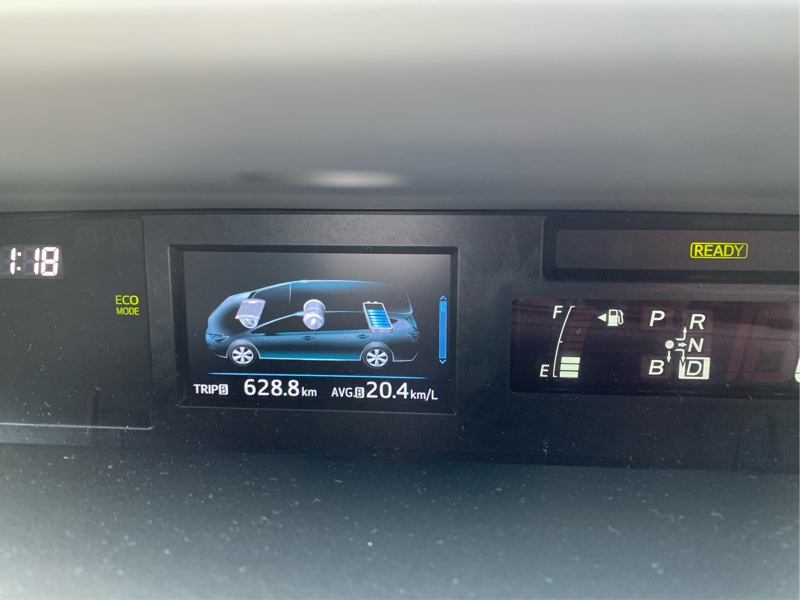 1:18
ECO
MODE
TRIP B 628.8 km AVG.B 20.4 km/L
READY
F
E
P R
N
B D